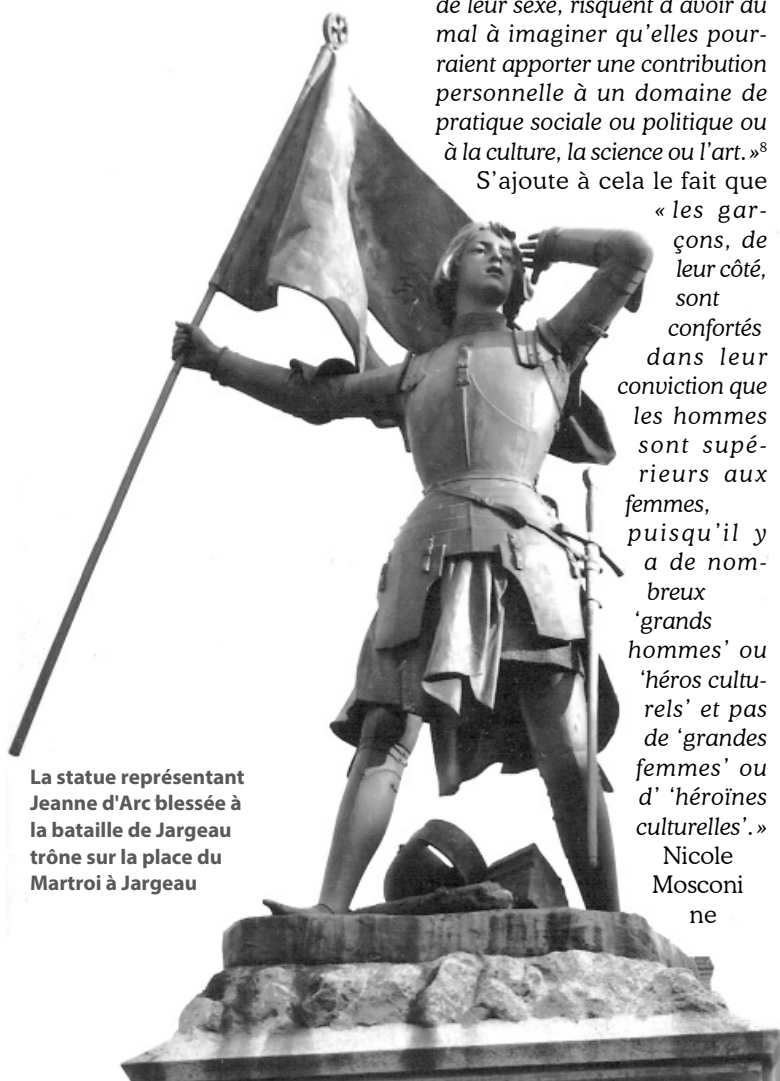 de leur sexe, risquent d'avoir du
mal à imaginer qu'elles pour-
raient apporter une contribution
personnelle à un domaine de
pratique sociale ou politique ou
à la culture, la science ou l'art.»⁸
S'ajoute à cela le fait que
« les gar-
çons, de
leur côté,
sont
confortés
dans leur
conviction que
les hommes
sont supé-
rieurs aux
femmes,
puisqu'il y
a de nom-
breux
‘grands
hommes’ ou
‘héros cultu-
rels’ et pas
de ‘grandes
femmes’ ou
d’ ‘héroïnes
culturelles’.»
Nicole
Mosconi
ne
La statue représentant
Jeanne d'Arc blessée à
la bataille de Jargeau
trône sur la place du
Martroi à Jargeau